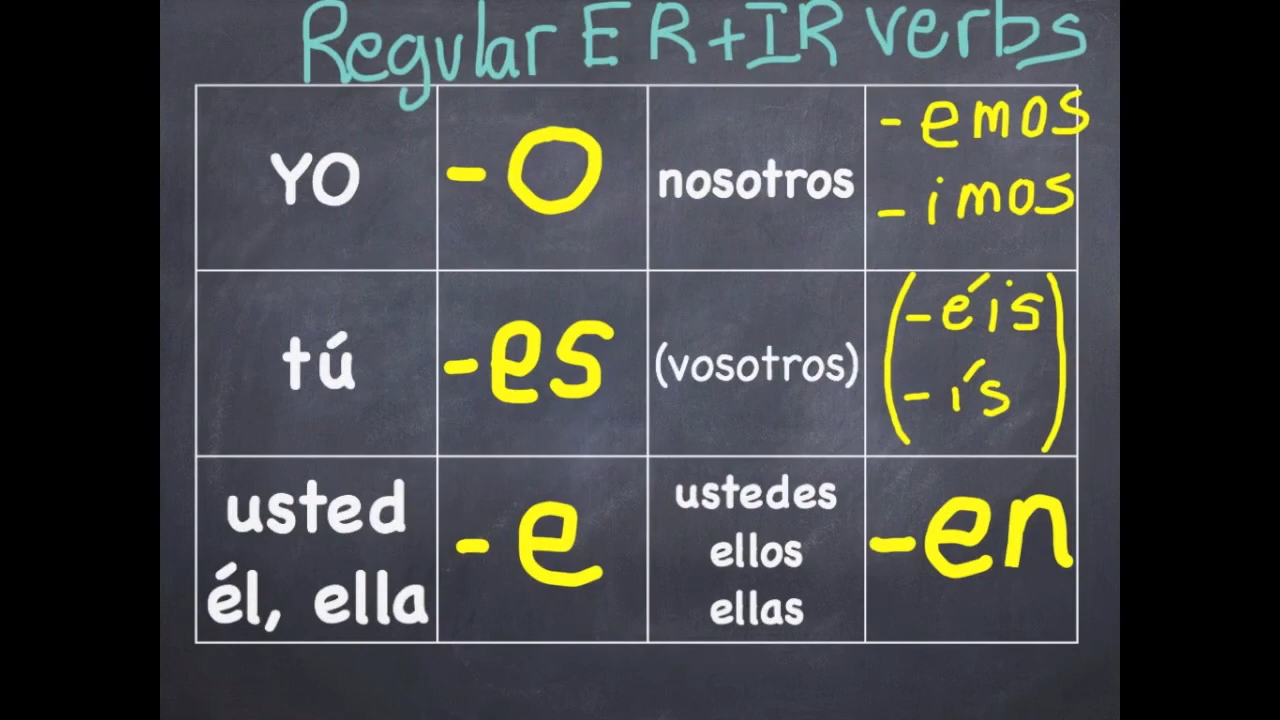 Regular ER+IR verbs
YO
-O
nosotros
-emos
-imos
tú
-es
(vosotros)
(-éis
-ís)
usted
él, ella
-e
ustedes
ellos
ellas
-en